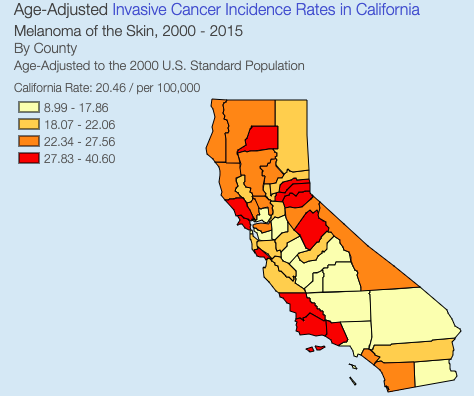 Age-Adjusted Invasive Cancer Incidence Rates in California
Melanoma of the Skin, 2000 - 2015
By County
Age-Adjusted to the 2000 U.S. Standard Population
California Rate: 20.46 / per 100,000
8.99 - 17.86
18.07 - 22.06
22.34 - 27.56
27.83 - 40.60